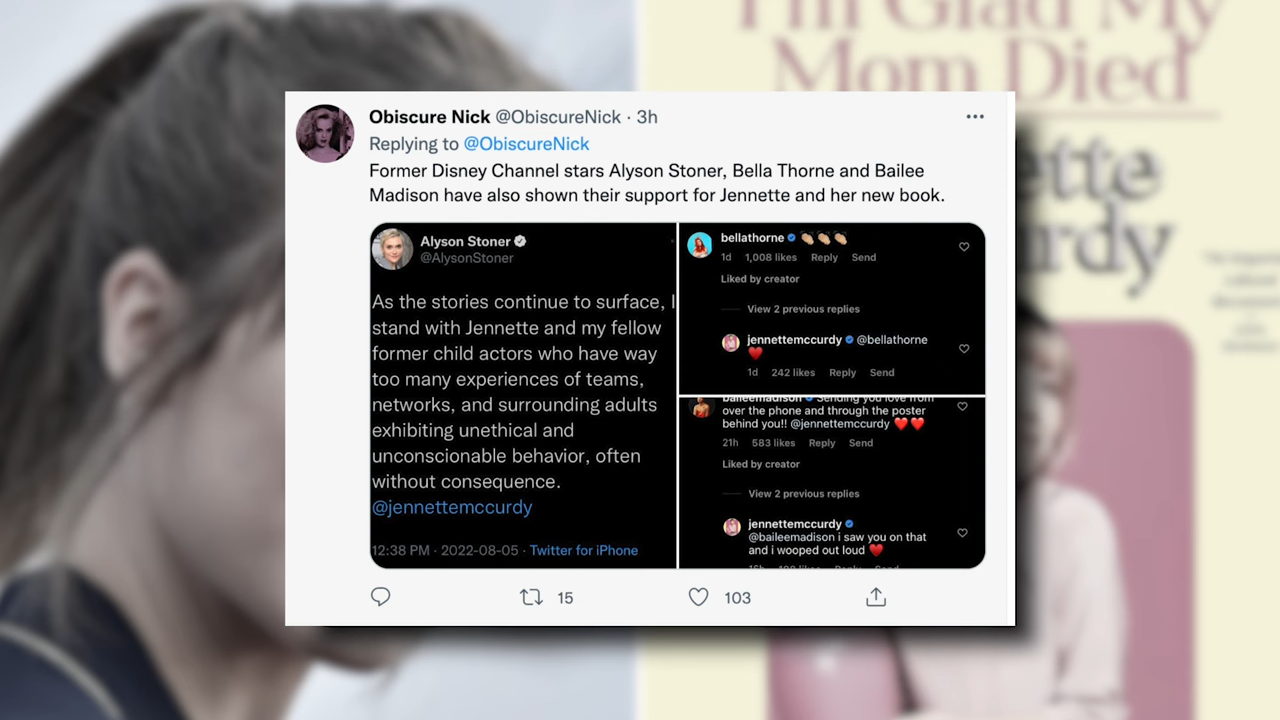 I'm Glad My
Mom Died
Obiscure Nick @ObiscureNick · 3h
Replying to @ObiscureNick
Former Disney Channel stars Alyson Stoner, Bella Thorne and Bailee
Madison have also shown their support for Jennette and her new book.
Alyson Stoner
@AlysonStoner
As the stories continue to surface, I
stand with Jennette and my fellow
former child actors who have way
too many experiences of teams,
networks, and surrounding adults
exhibiting unethical and
unconscionable behavior, often
without consequence.
@jennettemccurdy
12:38 PM · 2022-08-05 · Twitter for iPhone
bellathorne 👏🏼👏🏼👏🏼
1d 1,008 likes Reply Send
Liked by creator
View 2 previous replies
jennettemccurdy @bellathorne
❤️
1d 242 likes Reply Send
baileemadison Sending you love from
over the phone and through the poster
behind you!! @jennettemccurdy ❤️❤️
21h 583 likes Reply Send
Liked by creator
View 2 previous replies
jennettemccurdy
@baileemadison i saw you on that
and i wooped out loud ❤️
Reply Send
15
103
ette
rdy